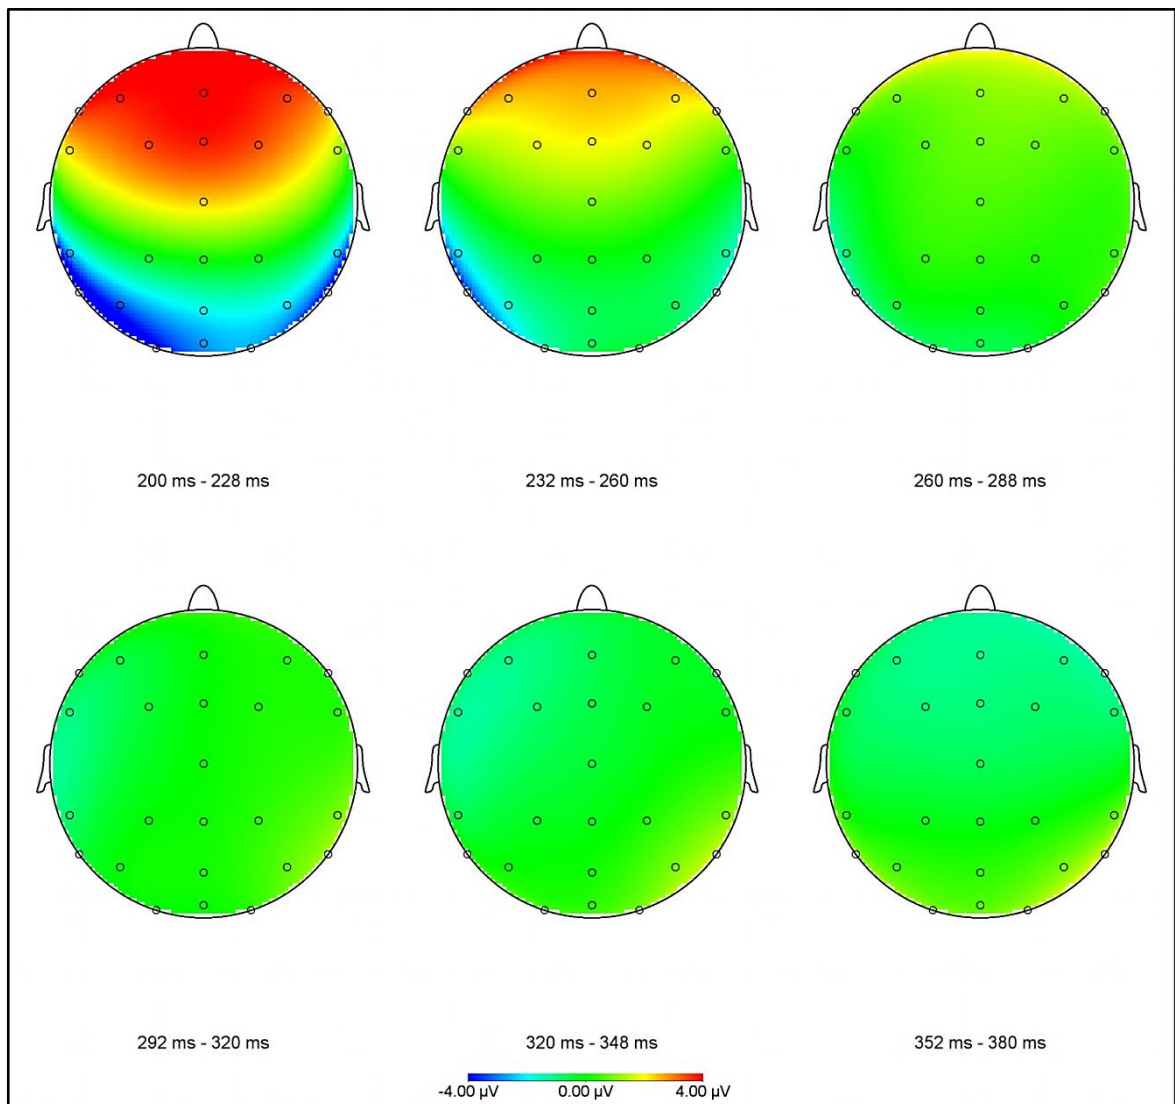 200 ms - 228 ms
232 ms - 260 ms
260 ms - 288 ms
292 ms - 320 ms
320 ms - 348 ms
352 ms - 380 ms
-4.00 µV
0.00 µV
4.00 µV